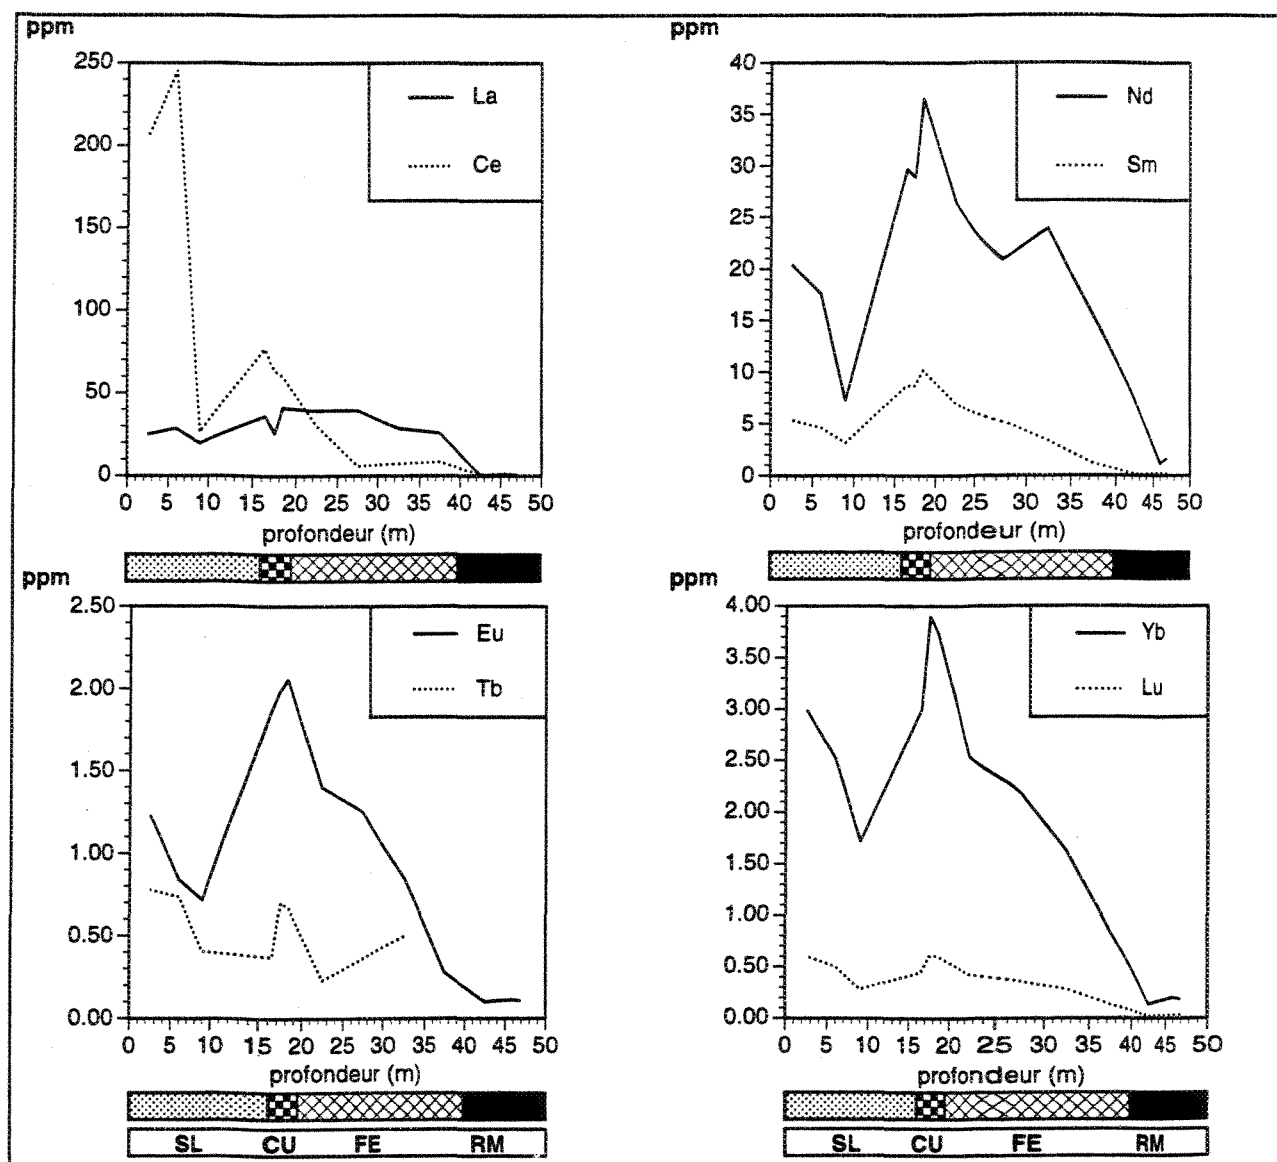 ppm
250
200
150
100
50
0
La
Ce
0 5 10 15 20 25 30 35 40 45 50
profondeur (m)
ppm
40
35
30
25
20
15
10
5
0
Nd
Sm
0 5 10 15 20 25 30 35 40 45 50
profondeur (m)
ppm
2.50
2.00
1.50
1.00
0.50
0.00
Eu
Tb
0 5 10 15 20 25 30 35 40 45 50
profondeur (m)
SL CU FE RM
ppm
4.00
3.50
3.00
2.50
2.00
1.50
1.00
0.50
0.00
Yb
Lu
0 5 10 15 20 25 30 35 40 45 50
profondeur (m)
SL CU FE RM